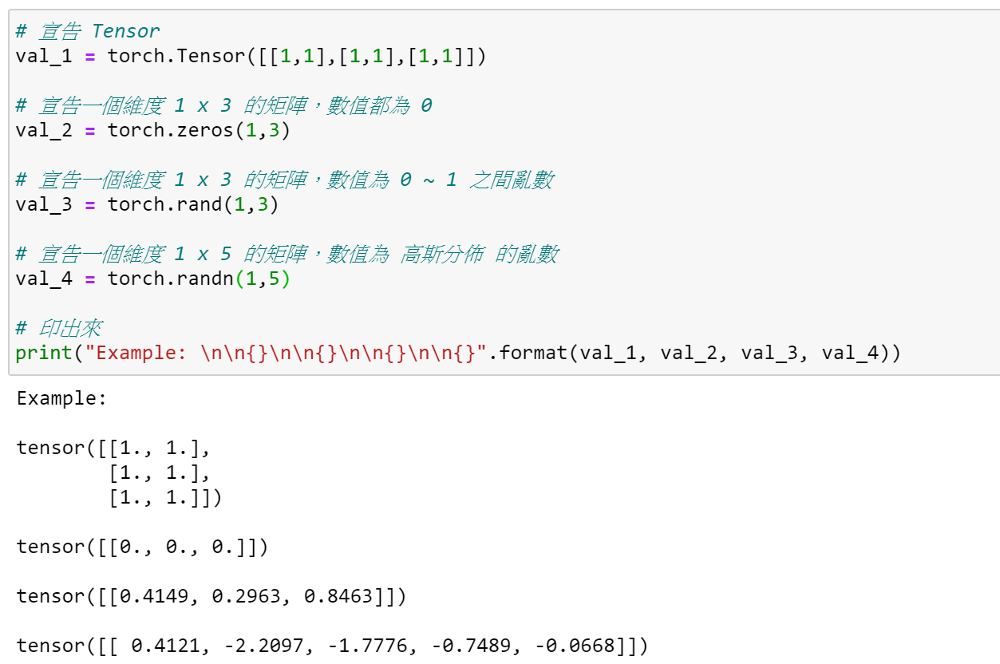 # 宣告 Tensor
val_1 = torch.Tensor([[1,1],[1,1],[1,1]])
# 宣告一個維度 1 x 3 的矩陣，數值都為 0
val_2 = torch.zeros(1,3)
# 宣告一個維度 1 x 3 的矩陣，數值為 0 ~ 1 之間亂數
val_3 = torch.rand(1,3)
# 宣告一個維度 1 x 5 的矩陣，數值為 高斯分佈 的亂數
val_4 = torch.randn(1,5)
# 印出來
print("Example: \n\n{}\n\n{}\n\n{}\n\n{}".format(val_1, val_2, val_3, val_4))
Example:
tensor([[1., 1.],
        [1., 1.],
        [1., 1.]])
tensor([[0., 0., 0.]])
tensor([[0.4149, 0.2963, 0.8463]])
tensor([[ 0.4121, -2.2097, -1.7776, -0.7489, -0.0668]])